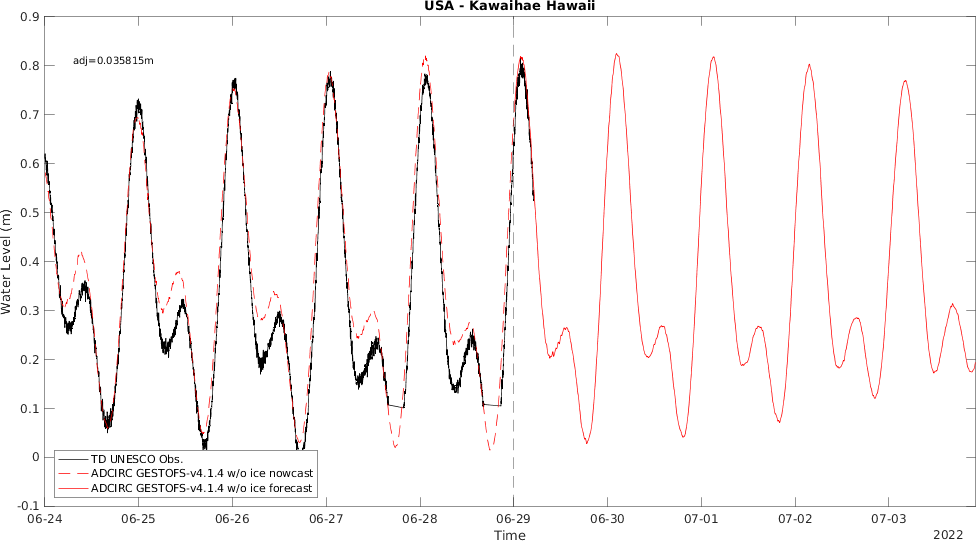 USA - Kawaihae Hawaii
0.9
0.8
0.7
0.6
0.5
0.4
0.3
0.2
0.1
0
-0.1
Water Level (m)
adj=0.035815m
TD UNESCO Obs.
ADCIRC GESTOFS-v4.1.4 w/o ice nowcast
ADCIRC GESTOFS-v4.1.4 w/o ice forecast
06-24 06-25 06-26 06-27 06-28 06-29 06-30 07-01 07-02 07-03
Time
2022